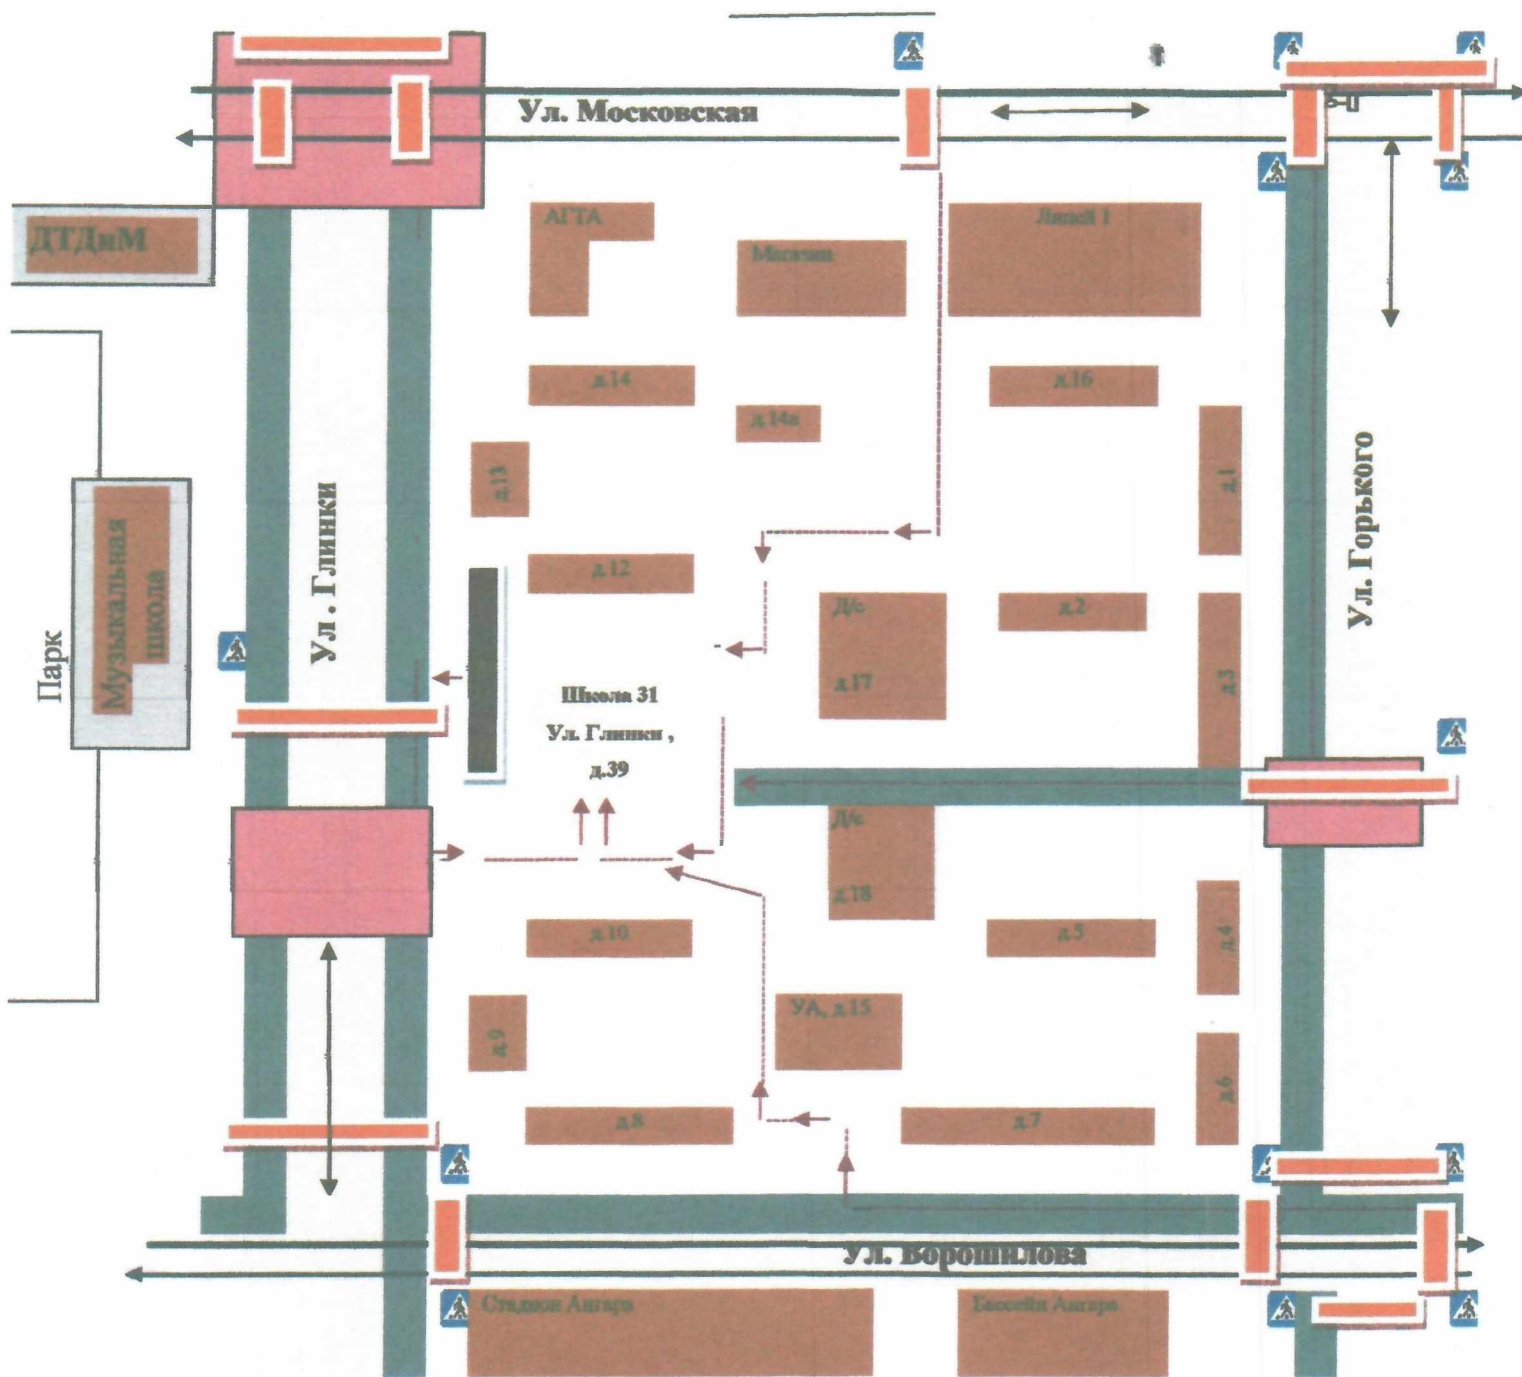 Ул. Московская
ДТДиМ
АГТА
Магазин
Лицей 1
д.14
д.16
д.14а
д.13
д.1
Ул . Глинки
Ул. Горького
Музыкальная
школа
Парк
д.12
Д/с
д.17
д.2
д.3
Школа 31
Ул. Глинки ,
д.39
Д/с
д.18
д.10
д.5
д.4
д.9
УА, д.15
д.6
д.8
д.7
Ул. Ворошилова
Стадион Ангара
Бассейн Ангара